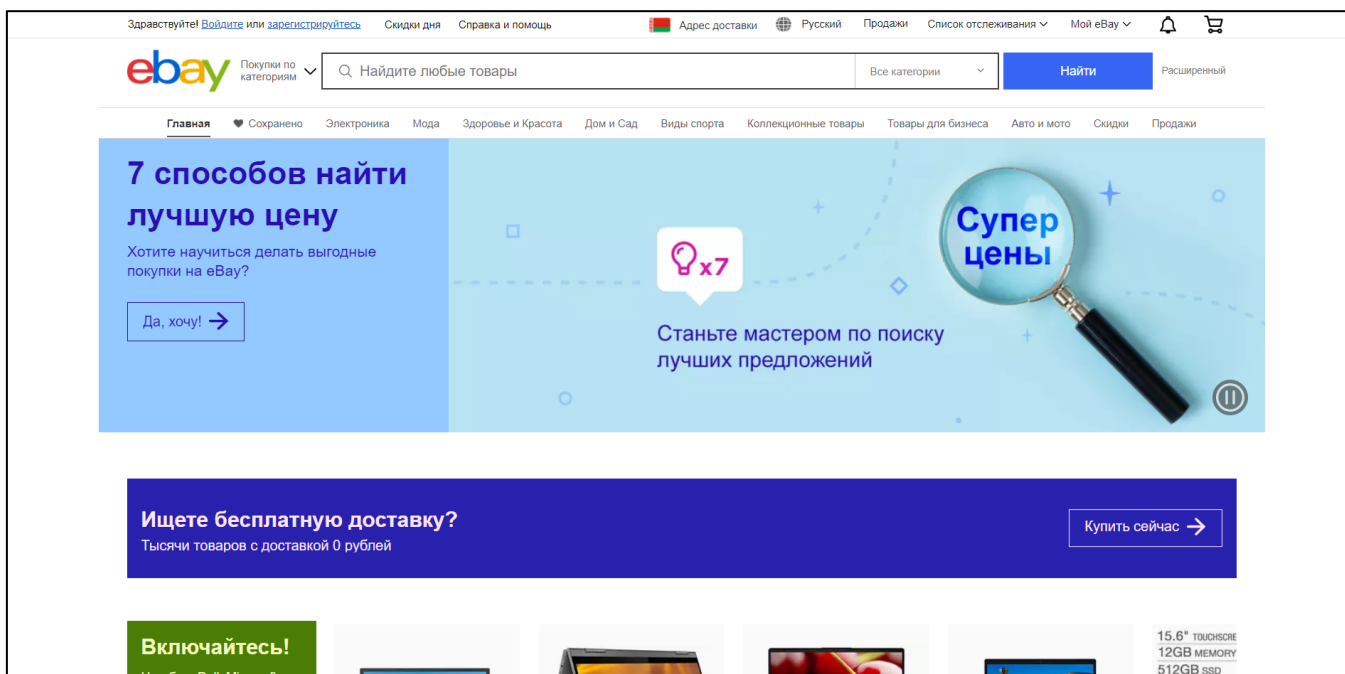 Здравствуйте! Войдите или зарегистрируйтесь Скидки дня Справка и помощь Адрес доставки Русский Продажи Список отслеживания Мой eBay
ebay
Покупки по
категориям
Найдите любые товары
Все категории
Найти
Расширенный
Главная Сохранено Электроника Мода Здоровье и Красота Дом и Сад Виды спорта Коллекционные товары Товары для бизнеса Авто и мото Скидки Продажи
7 способов найти
лучшую цену
Хотите научиться делать выгодные
покупки на eBay?
Да, хочу!
x7
Станьте мастером по поиску
лучших предложений
Супер
цены
Ищете бесплатную доставку?
Тысячи товаров с доставкой 0 рублей
Купить сейчас
Включайтесь!
15.6" TOUCHSCRE
12GB MEMORY
512GB SSD